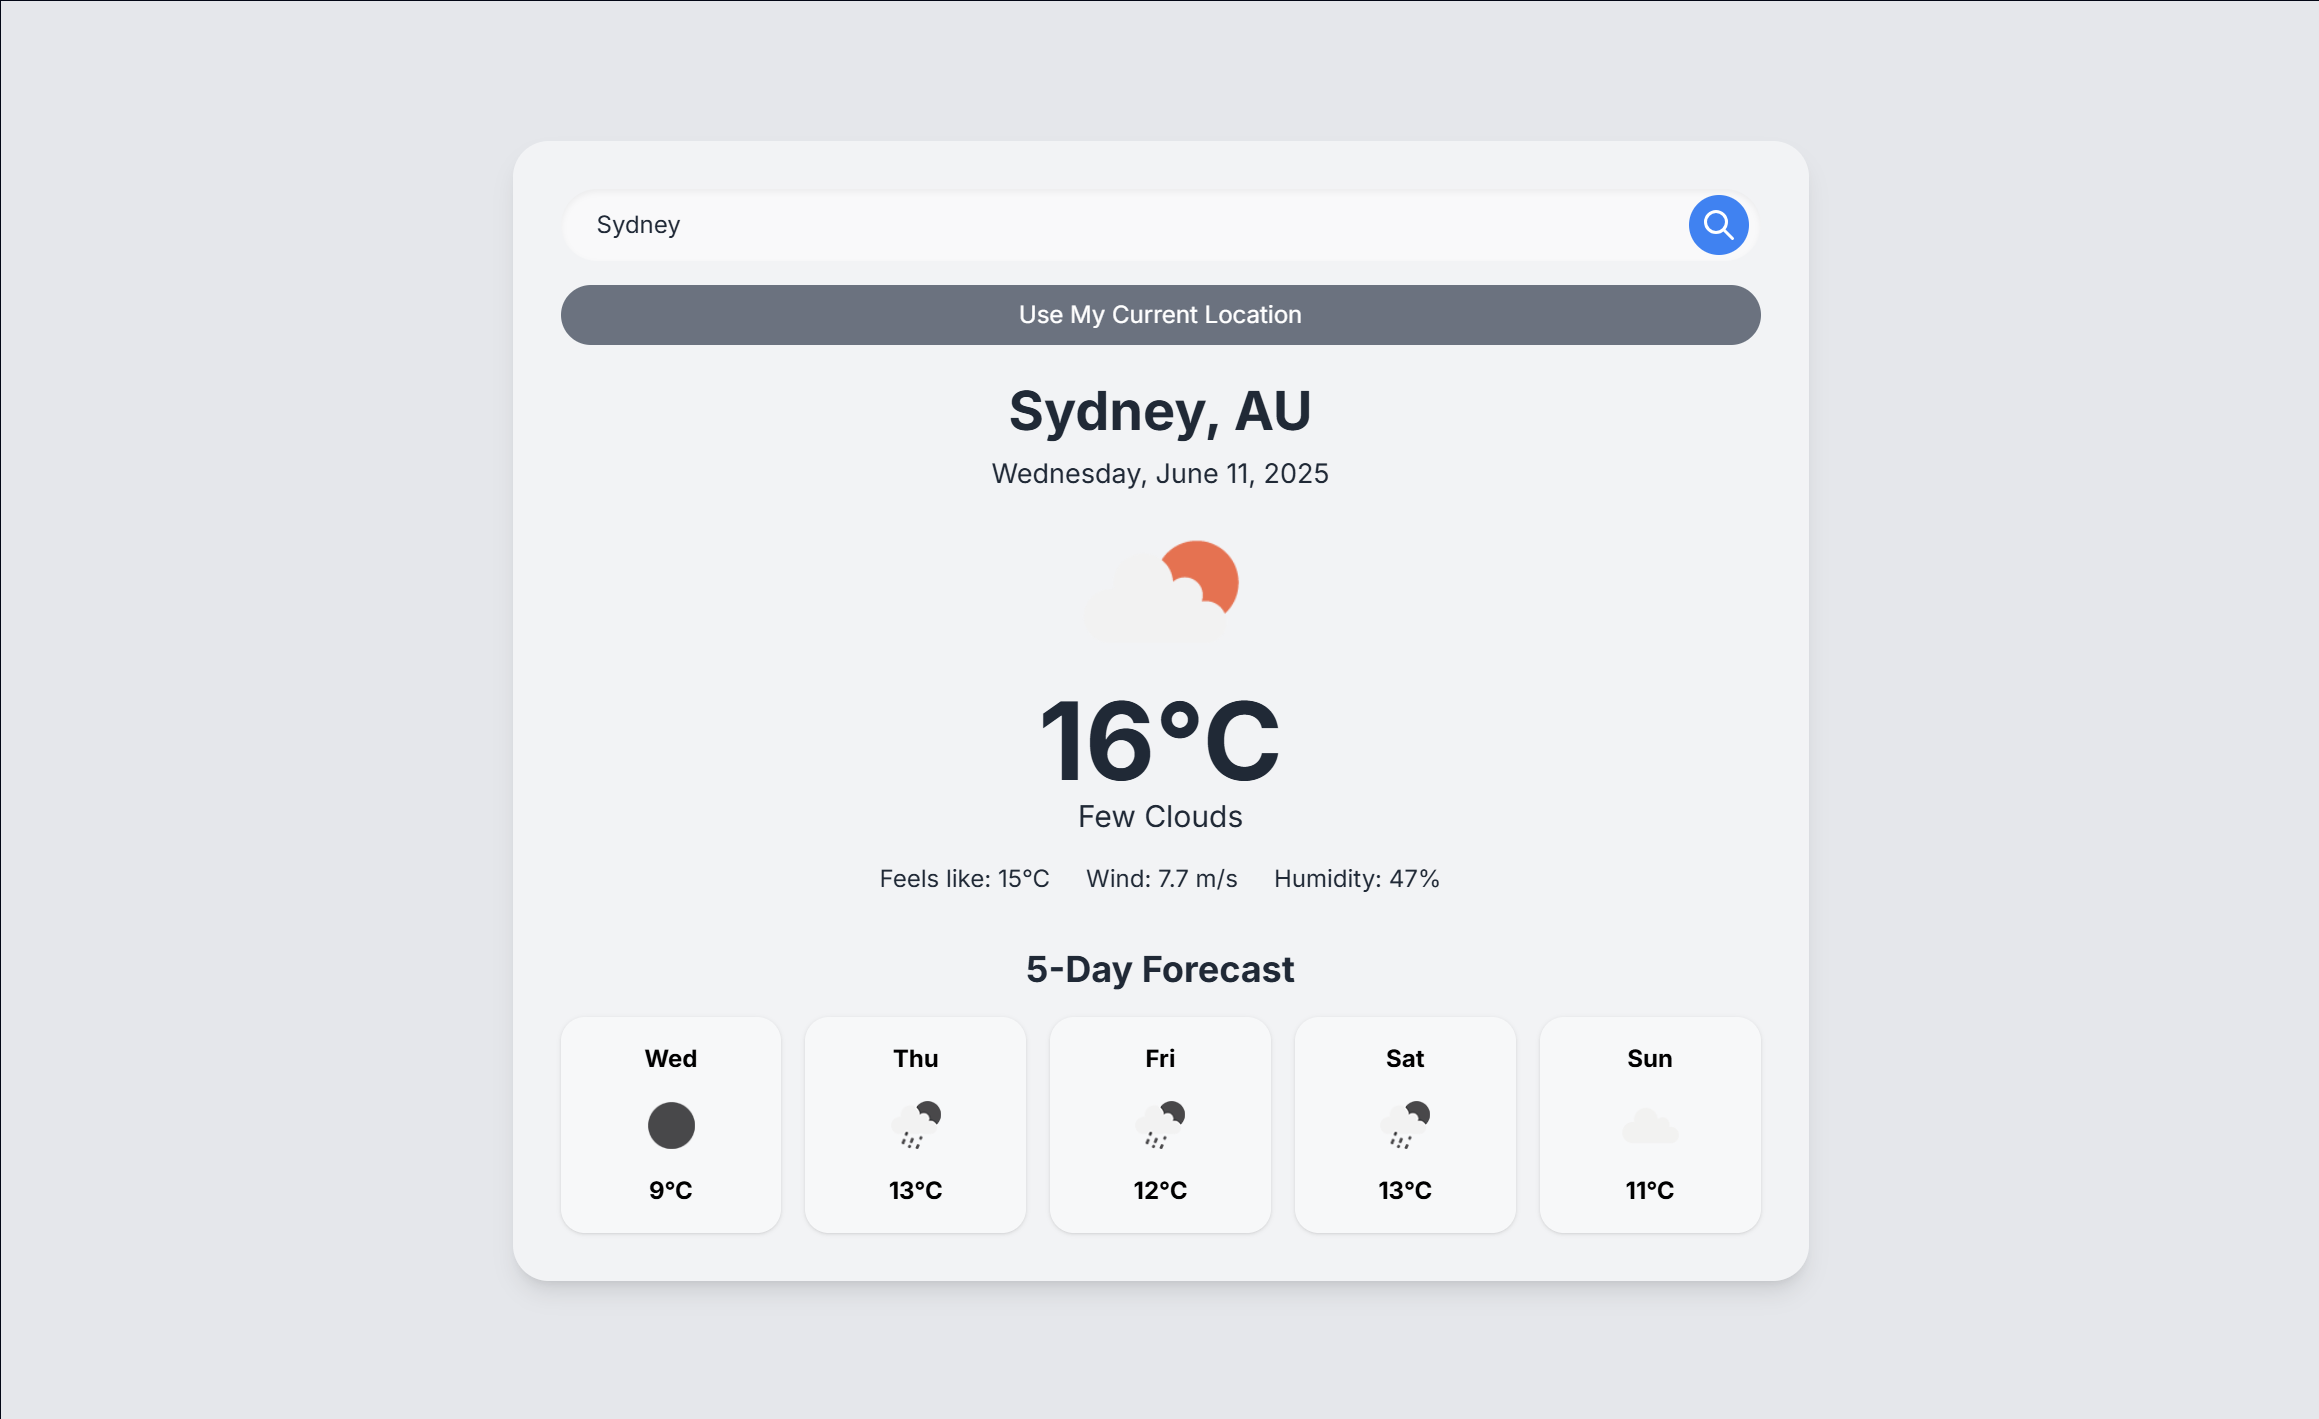 Sydney
Use My Current Location
Sydney, AU
Wednesday, June 11, 2025
16°C
Few Clouds
Feels like: 15°C Wind: 7.7 m/s Humidity: 47%
5-Day Forecast
Wed Thu Fri Sat Sun
9°C 13°C 12°C 13°C 11°C